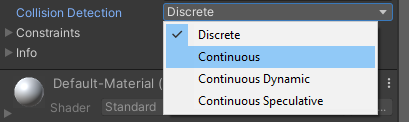 Collision Detection Discrete
Discrete
Constraints
Continuous
Info
Continuous Dynamic
Default-Material (
Continuous Speculative
Shader Standard